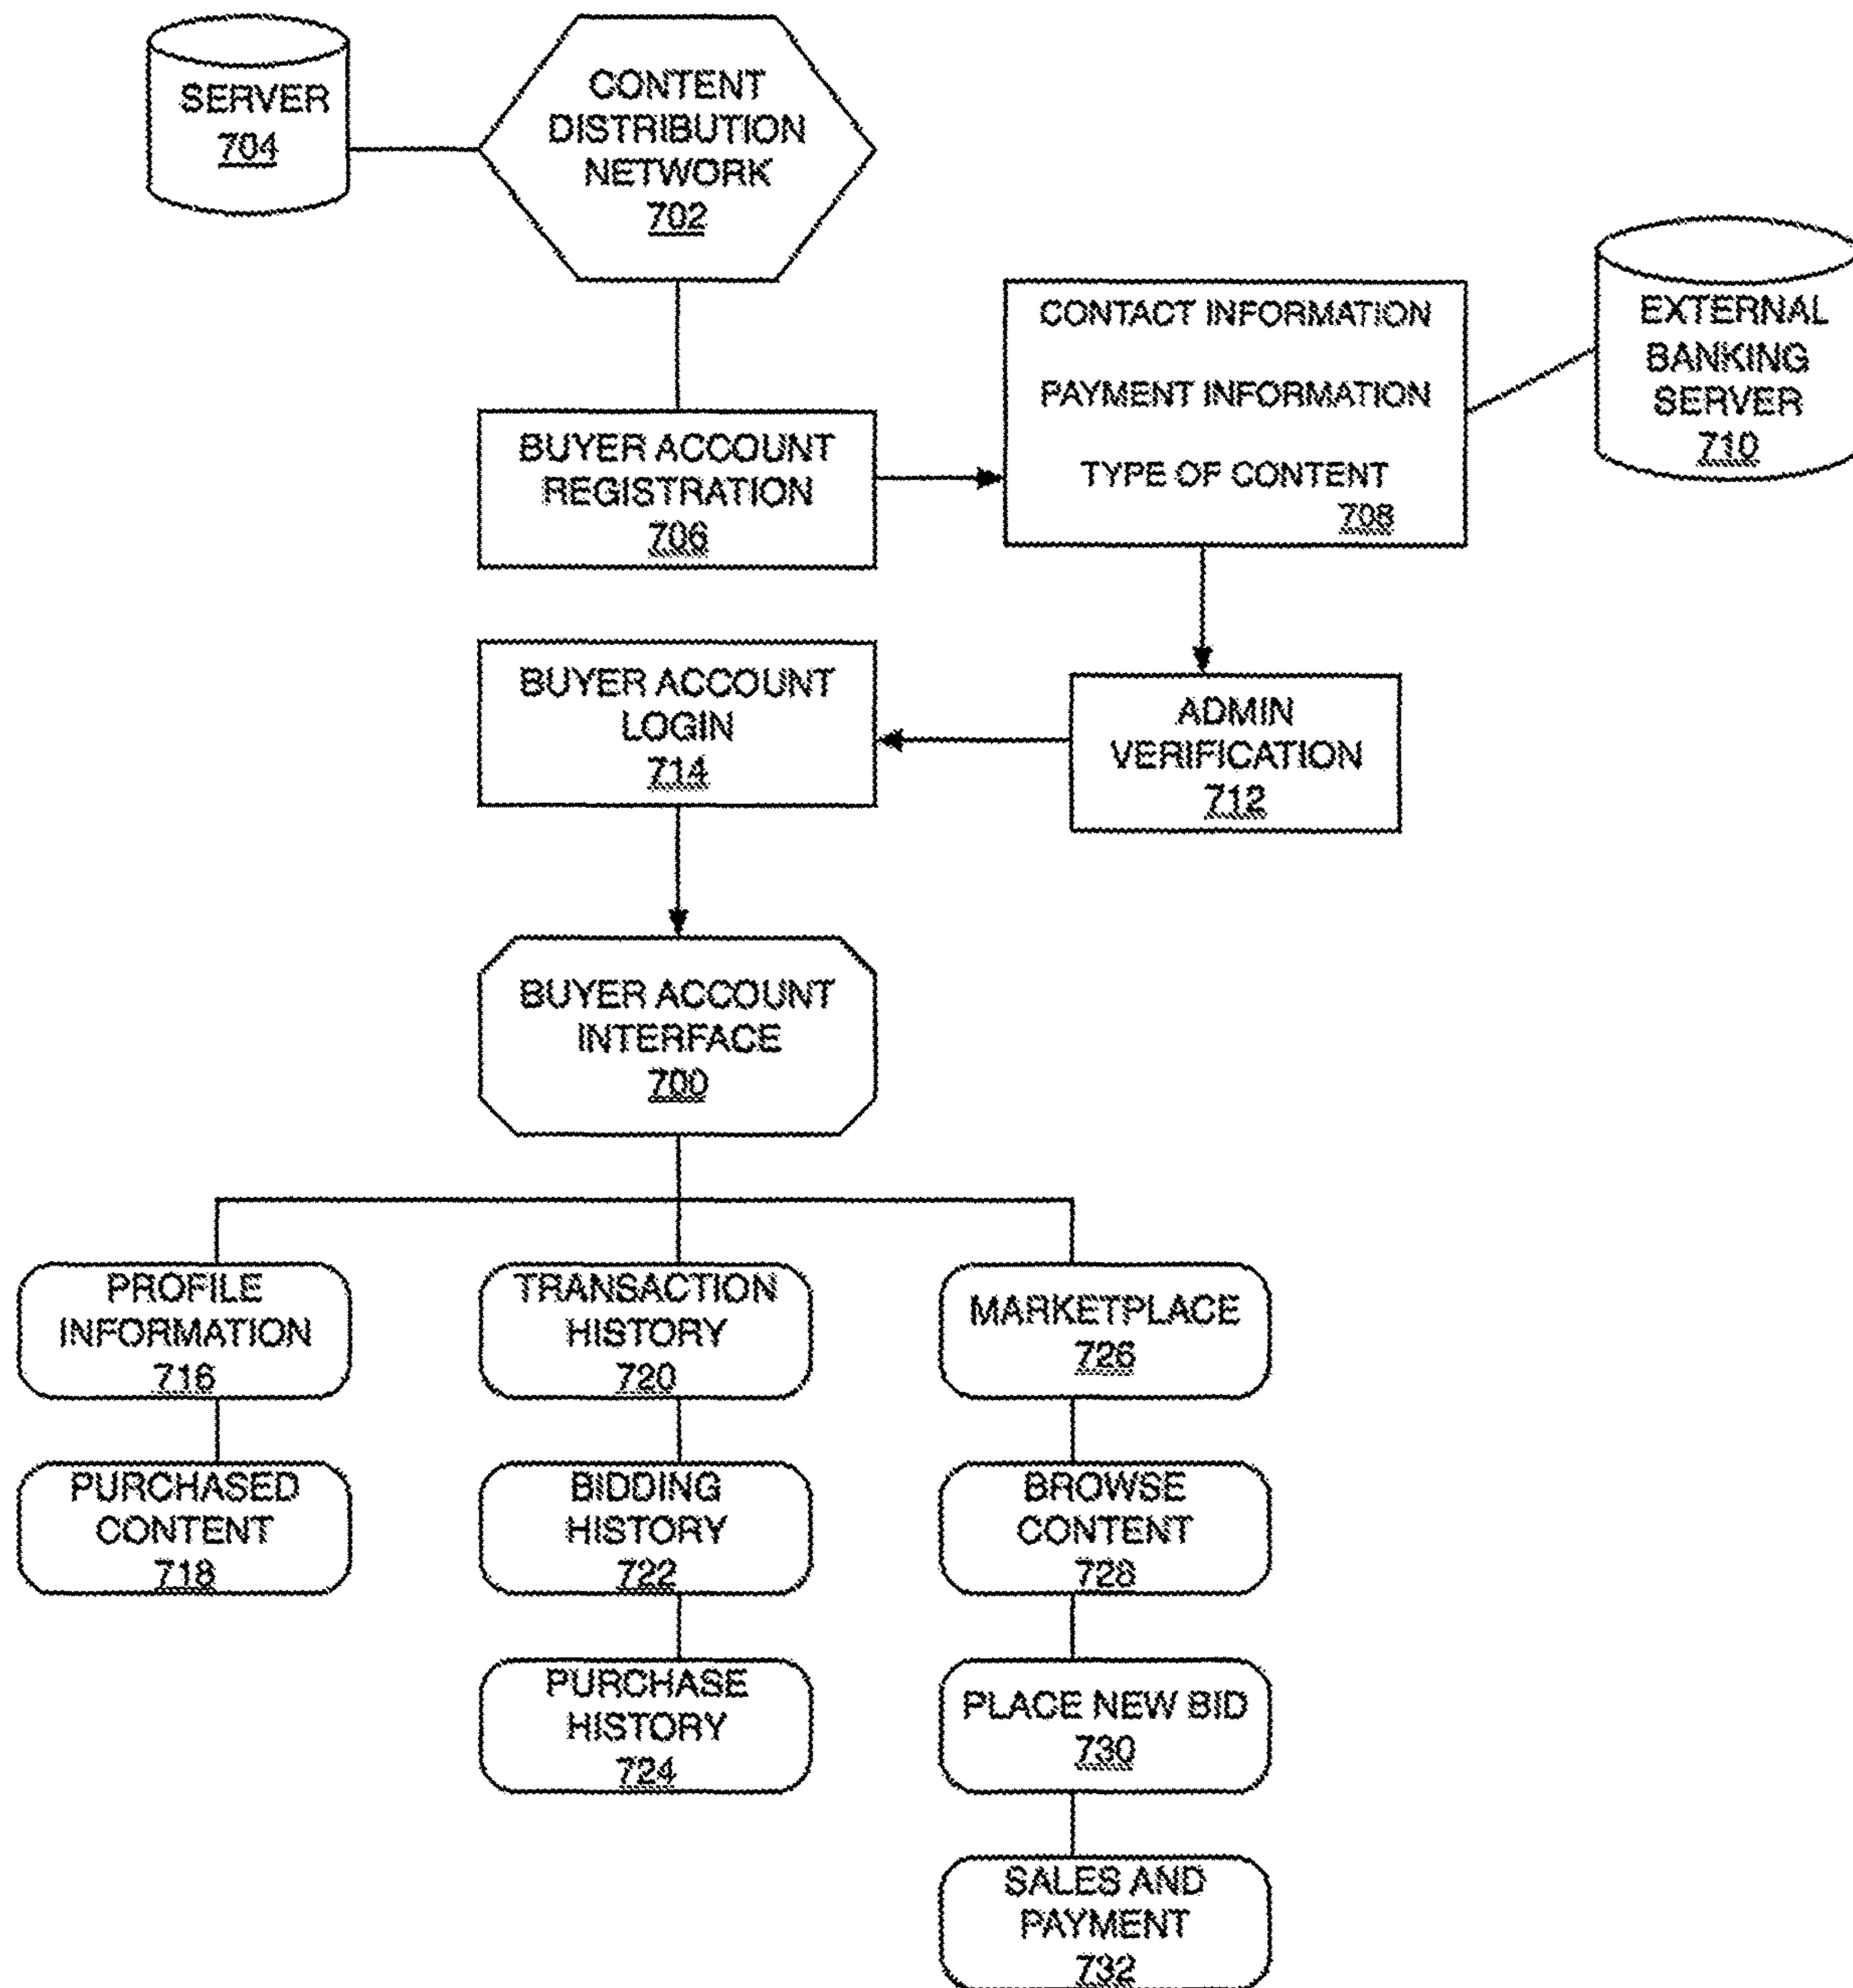 SERVER
704
CONTENT
DISTRIBUTION
NETWORK
702
CONTACT INFORMATION
PAYMENT INFORMATION
TYPE OF CONTENT
708
EXTERNAL
BANKING
SERVER
710
BUYER ACCOUNT
REGISTRATION
706
BUYER ACCOUNT
LOGIN
714
ADMIN
VERIFICATION
712
BUYER ACCOUNT
INTERFACE
700
PROFILE
INFORMATION
716
TRANSACTION
HISTORY
720
MARKETPLACE
726
PURCHASED
CONTENT
718
BIDDING
HISTORY
722
BROWSE
CONTENT
728
PURCHASE
HISTORY
724
PLACE NEW BID
730
SALES AND
PAYMENT
732